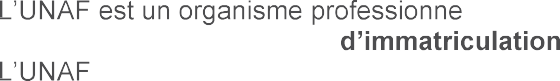 L’UNAF est un organisme professionne
d’immatriculation
L’UNAF